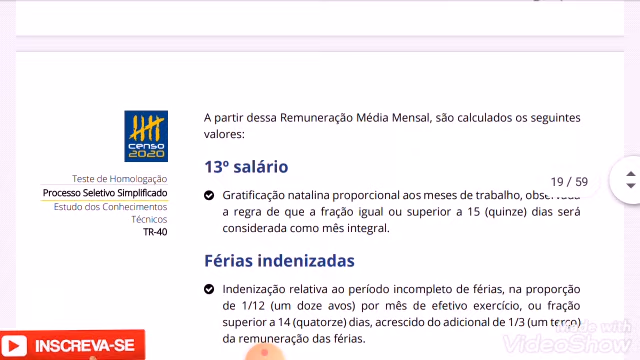 A partir dessa Remuneração Média Mensal, são calculados os seguintes
valores:
censo
2020
13º salário
Teste de Homologação
19 / 59
Processo Seletivo Simplificado
Gratificação natalina proporcional aos meses de trabalho, observada
Estudo dos Conhecimentos
a regra de que a fração igual ou superior a 15 (quinze) dias será
Técnicos
considerada como mês integral.
TR-40
Férias indenizadas
Indenização relativa ao período incompleto de férias, na proporção
de 1/12 (um doze avos) por mês de efetivo exercício, ou fração
superior a 14 (quatorze) dias, acrescido do adicional de 1/3 (um terço)
da remuneração das férias.
INSCREVA-SE
Made with
VideoShow